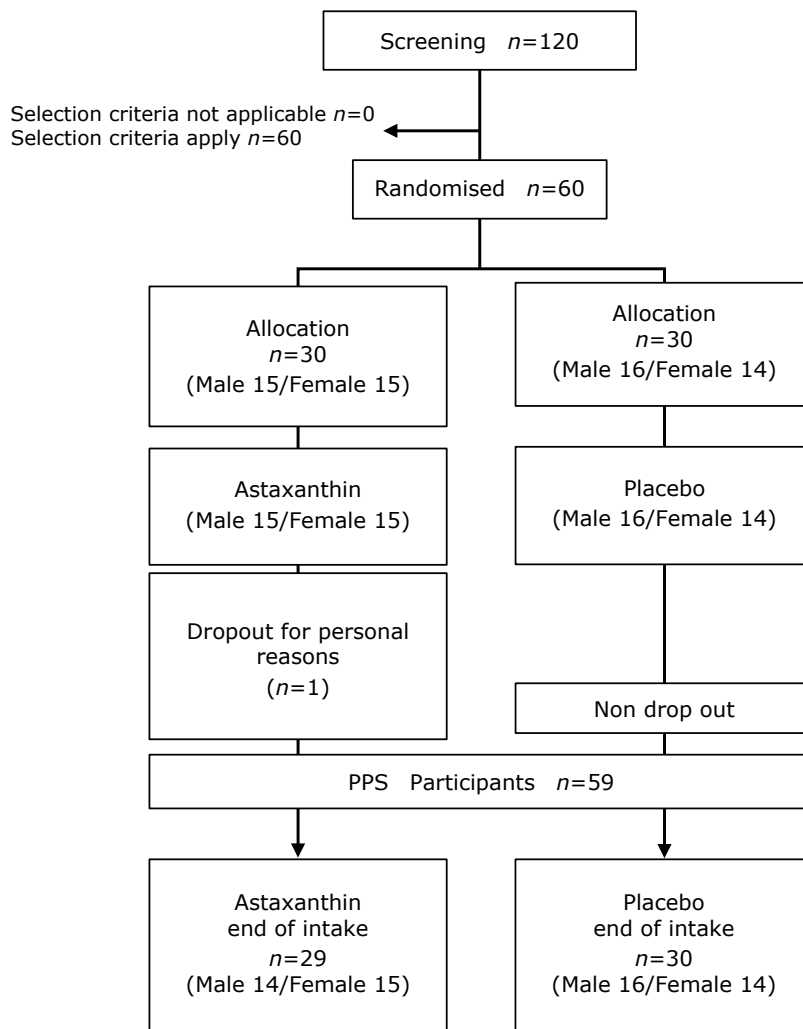 Screening n=120
Selection criteria not applicable n=0
Selection criteria apply n=60
Randomised n=60
Allocation
n=30
(Male 15/Female 15)
Allocation
n=30
(Male 16/Female 14)
Astaxanthin
(Male 15/Female 15)
Placebo
(Male 16/Female 14)
Dropout for personal
reasons
(n=1)
Non drop out
PPS Participants n=59
Astaxanthin
end of intake
n=29
(Male 14/Female 15)
Placebo
end of intake
n=30
(Male 16/Female 14)